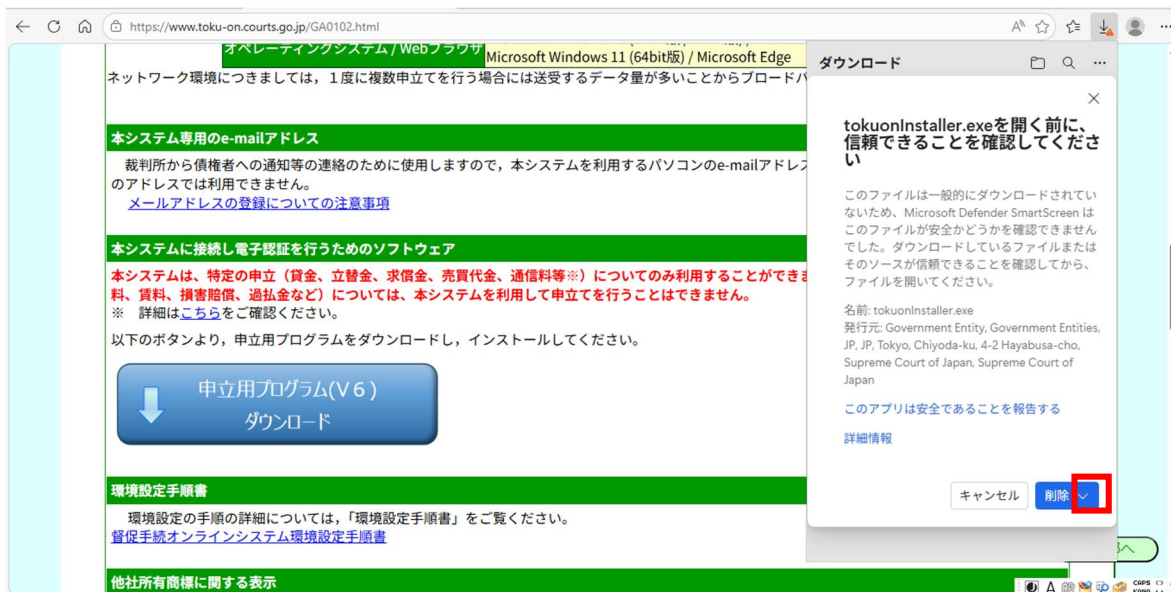 https://www.toku-on.courts.go.jp/GA0102.html
オペレーティングシステム / Webブラウザ
Microsoft Windows 11 (64bit版) / Microsoft Edge
ネットワーク環境につきましては，１度に複数申立てを行う場合には送受するデータ量が多いことからブロードバ
本システム専用のe-mailアドレス
裁判所から債権者への通知等の連絡のために使用しますので，本システムを利用するパソコンのe-mailアドレス
のアドレスでは利用できません。
メールアドレスの登録についての注意事項
本システムに接続し電子認証を行うためのソフトウェア
本システムは、特定の申立（貸金、立替金、求償金、売買代金、通信料等※）についてのみ利用することができま
料、賃料、損害賠償、過払金など）については、本システムを利用して申立てを行うことはできません。
※　詳細はこちらをご確認ください。
以下のボタンより，申立用プログラムをダウンロードし，インストールしてください。
申立用プログラム(V６)
ダウンロード
環境設定手順書
環境設定の手順の詳細については，「環境設定手順書」をご覧ください。
督促手続オンラインシステム環境設定手順書
他社所有商標に関する表示
ダウンロード
tokuonInstaller.exeを開く前に、
信頼できることを確認してくださ
い
このファイルは一般的にダウンロードされてい
ないため、Microsoft Defender SmartScreen は
このファイルが安全かどうかを確認できません
でした。ダウンロードしているファイルまたは
そのソースが信頼できることを確認してから、
ファイルを開いてください。
名前: tokuonInstaller.exe
発行元: Government Entity, Government Entities,
JP, JP, Tokyo, Chiyoda-ku, 4-2 Hayabusa-cho,
Supreme Court of Japan, Supreme Court of
Japan
このアプリは安全であることを報告する
詳細情報
キャンセル
削除
へ
A 般
CAPS